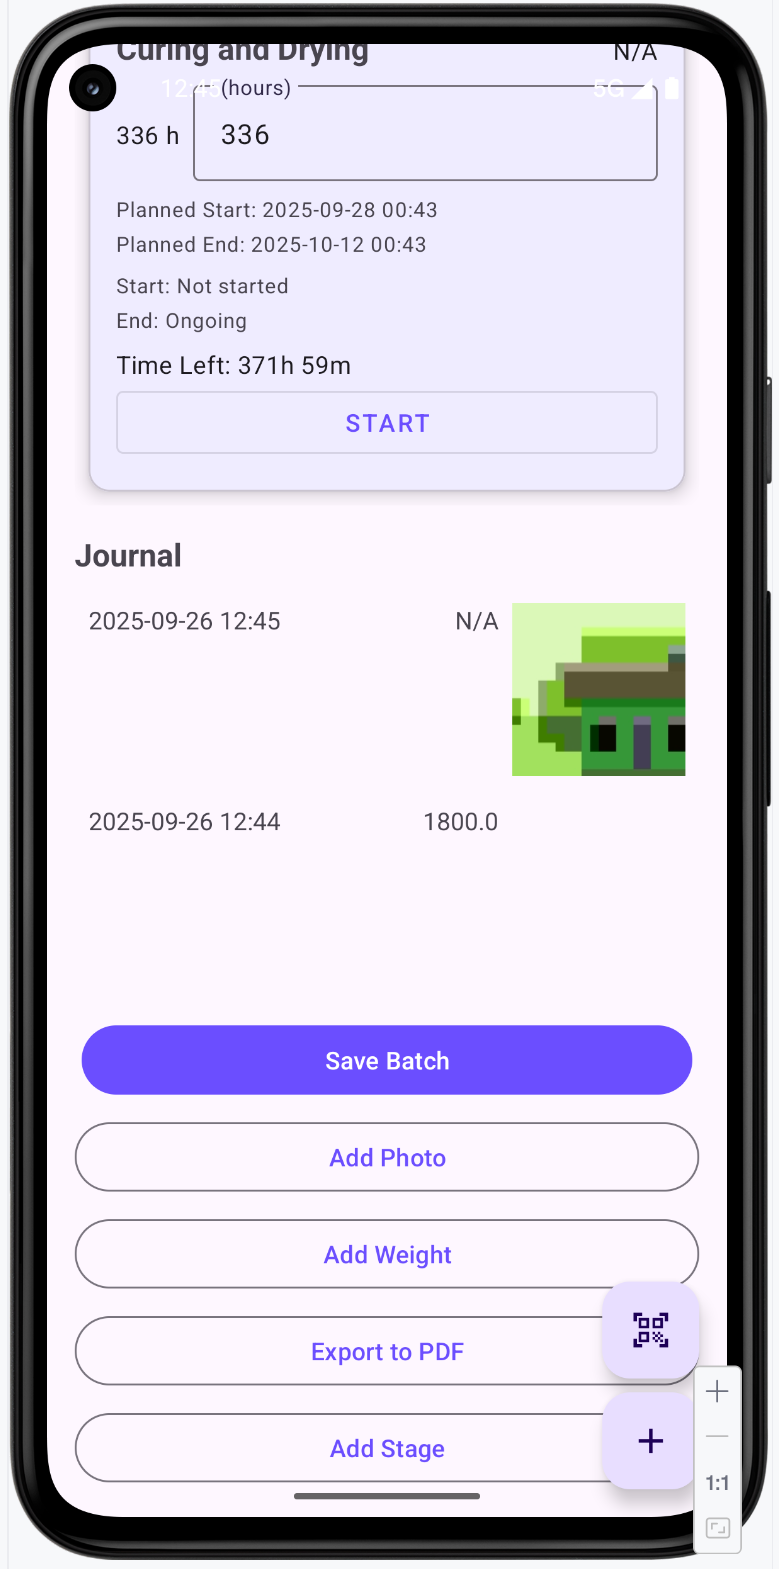 Curing and Drying N/A
12:45 (hours) 5G
336 h 336
Planned Start: 2025-09-28 00:43
Planned End: 2025-10-12 00:43
Start: Not started
End: Ongoing
Time Left: 371h 59m
START
Journal
2025-09-26 12:45 N/A
2025-09-26 12:44 1800.0
Save Batch
Add Photo
Add Weight
Export to PDF
Add Stage
1:1